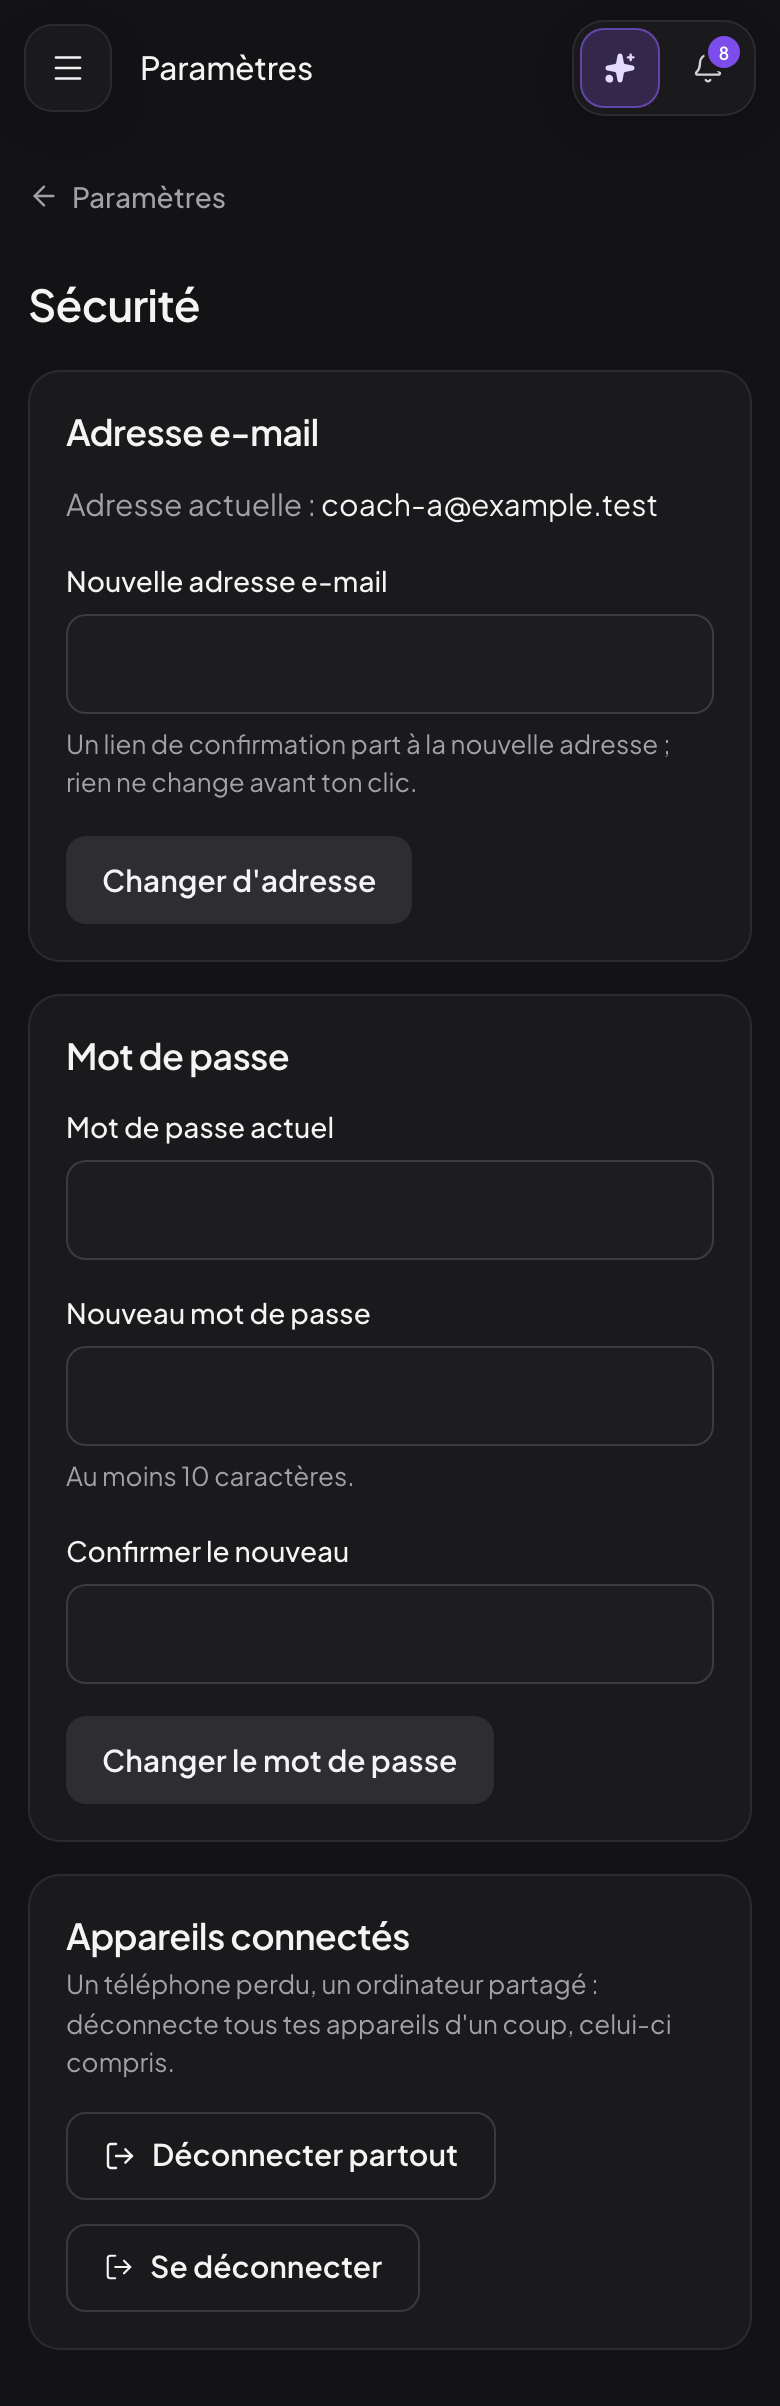 Paramètres
8
Paramètres
Sécurité
Adresse e-mail
Adresse actuelle : coach-a@example.test
Nouvelle adresse e-mail
Un lien de confirmation part à la nouvelle adresse ;
rien ne change avant ton clic.
Changer d'adresse
Mot de passe
Mot de passe actuel
Nouveau mot de passe
Au moins 10 caractères.
Confirmer le nouveau
Changer le mot de passe
Appareils connectés
Un téléphone perdu, un ordinateur partagé :
déconnecte tous tes appareils d'un coup, celui-ci
compris.
Déconnecter partout
Se déconnecter